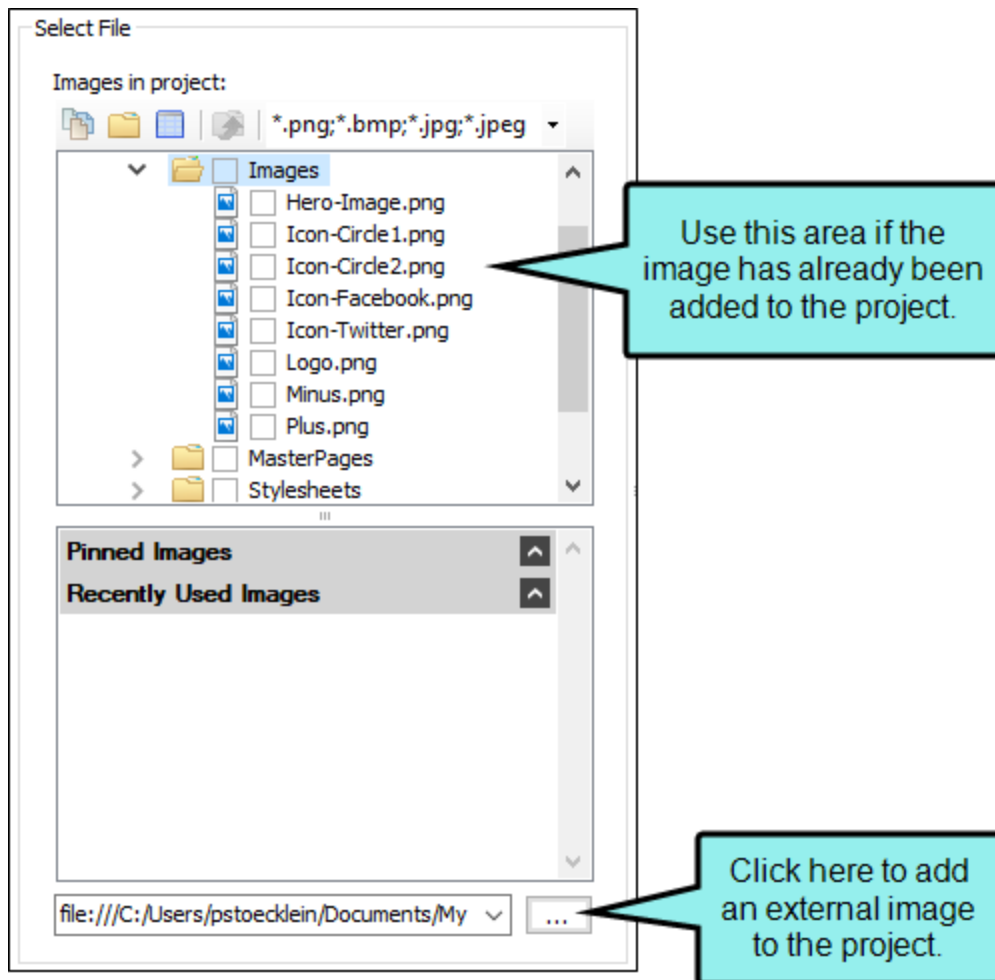 Select File
Images in project:
*.png;*.bmp;*.jpg;*.jpeg
Images
Hero-Image.png
Icon-Circle1.png
Icon-Circle2.png
Icon-Facebook.png
Icon-Twitter.png
Logo.png
Minus.png
Plus.png
MasterPages
Stylesheets
Use this area if the
image has already been
added to the project.
Pinned Images
Recently Used Images
file:///C:/Users/pstoecklein/Documents/My
...
Click here to add
an external image
to the project.